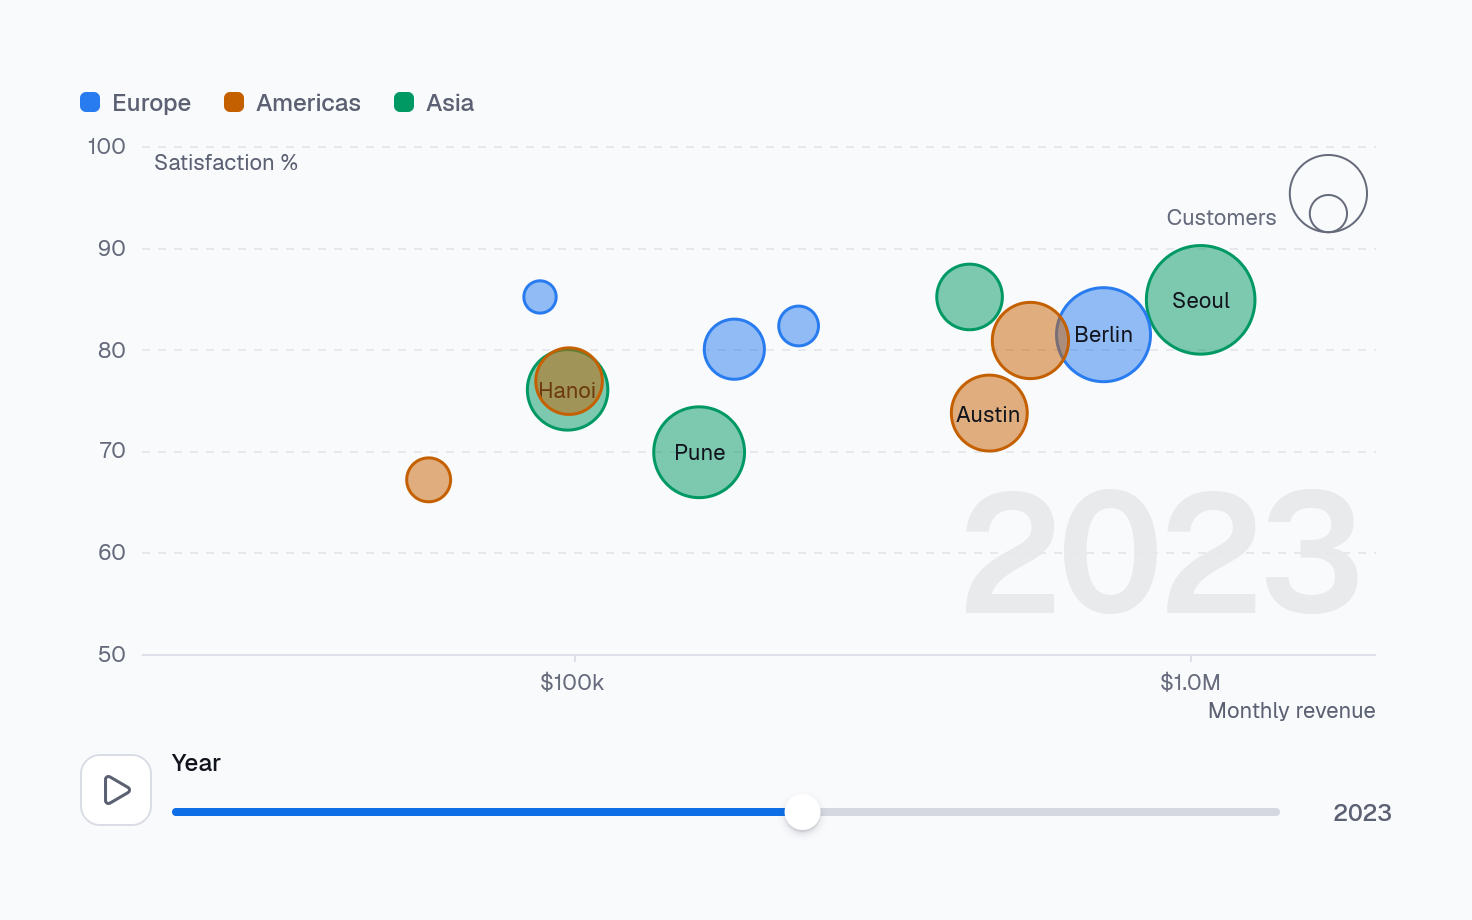 Europe Americas Asia
100
Satisfaction %
Customers
90
Seoul
Berlin
80
Hanoi
Austin
Pune
70
2023
60
50
$100k $1.0M
Monthly revenue
Year
2023